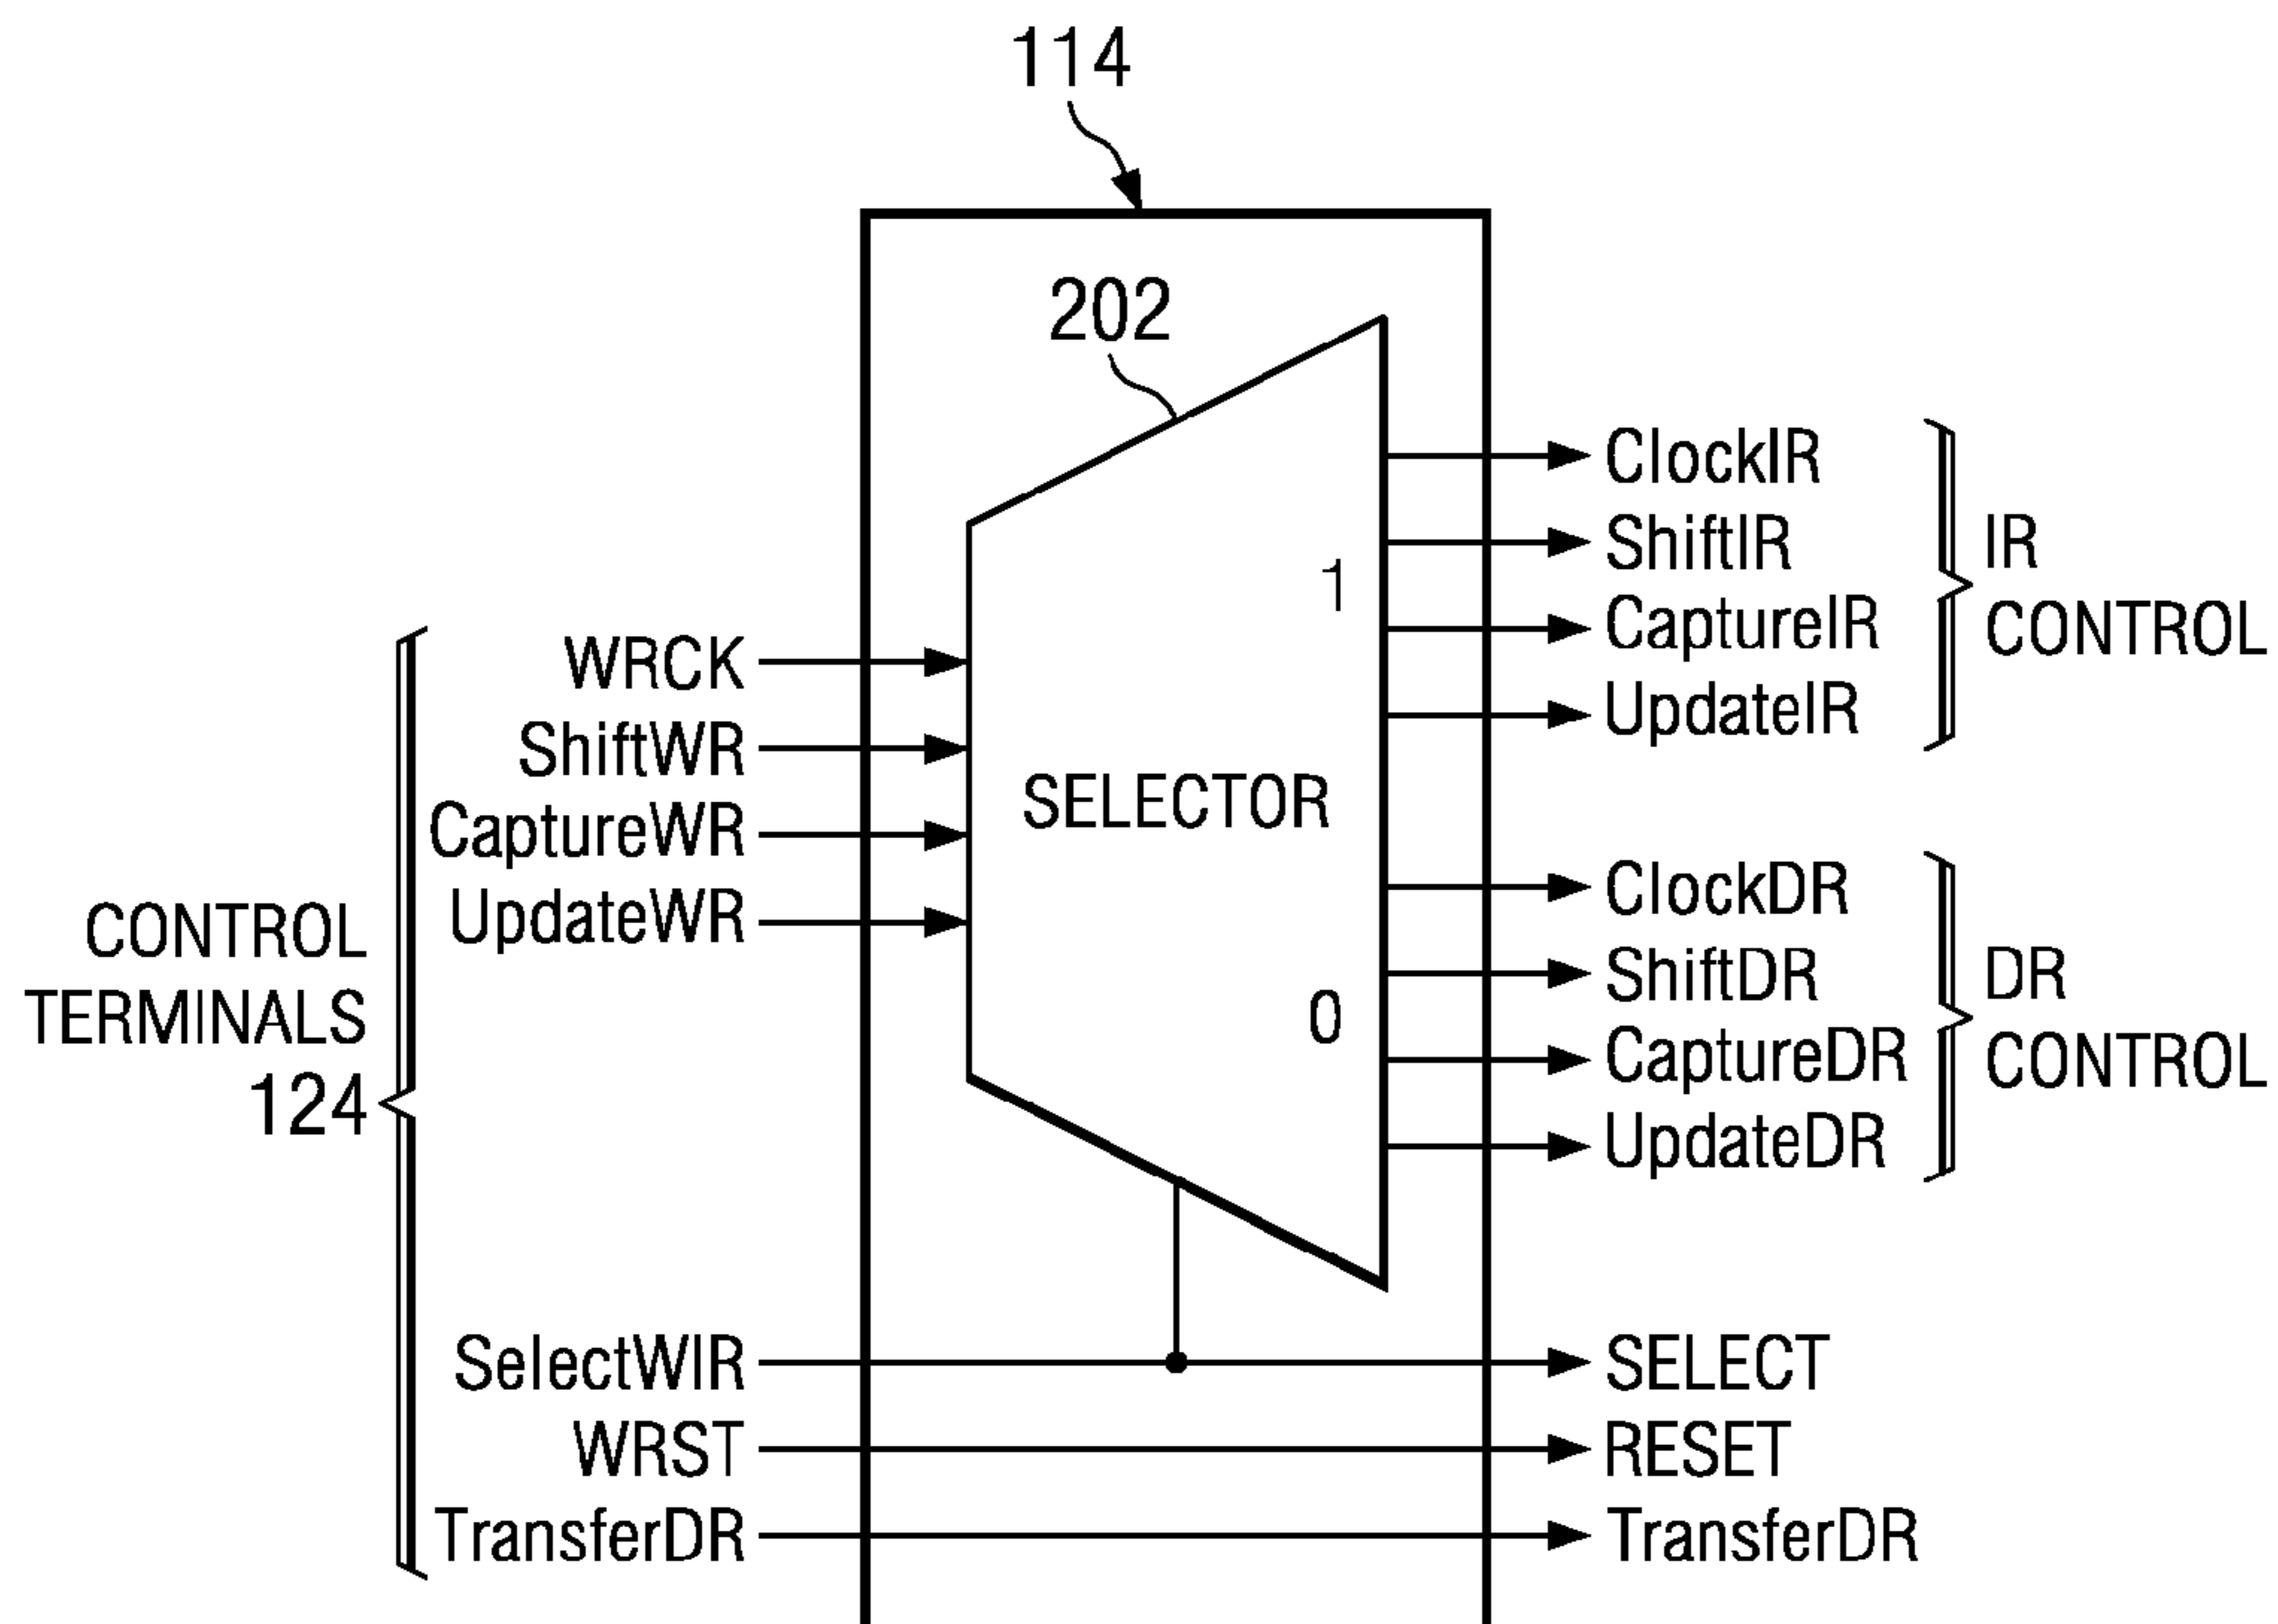 114
202
ClockIR
ShiftIR
CaptureIR
UpdateIR
IR
CONTROL
1
WRCK
ShiftWR
CaptureWR
UpdateWR
SELECTOR
CONTROL
TERMINALS
124
0
ClockDR
ShiftDR
CaptureDR
UpdateDR
DR
CONTROL
SelectWIR
SELECT
WRST
RESET
TransferDR
TransferDR